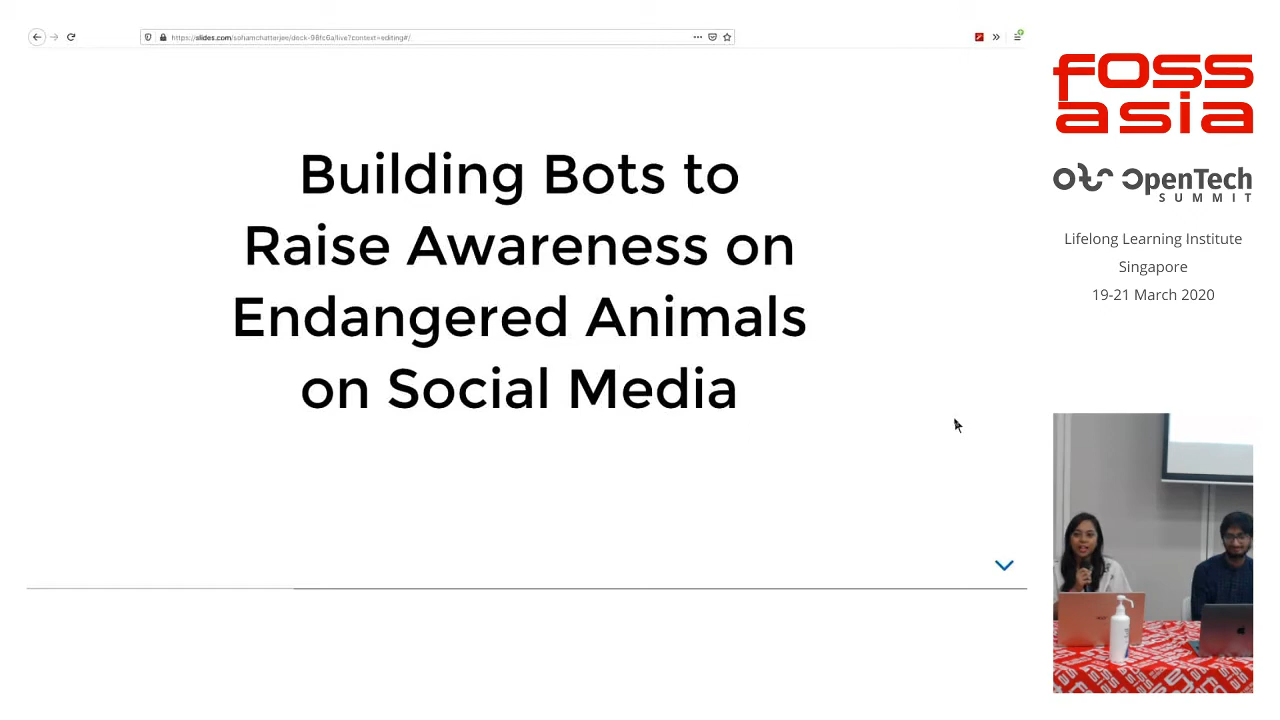 https://slides.com/sohamchatterjee/deck-98fc6a/live?context=editing#/
Building Bots to
Raise Awareness on
Endangered Animals
on Social Media
FOSS
asia
OpenTech
SUMMIT
Lifelong Learning Institute
Singapore
19-21 March 2020